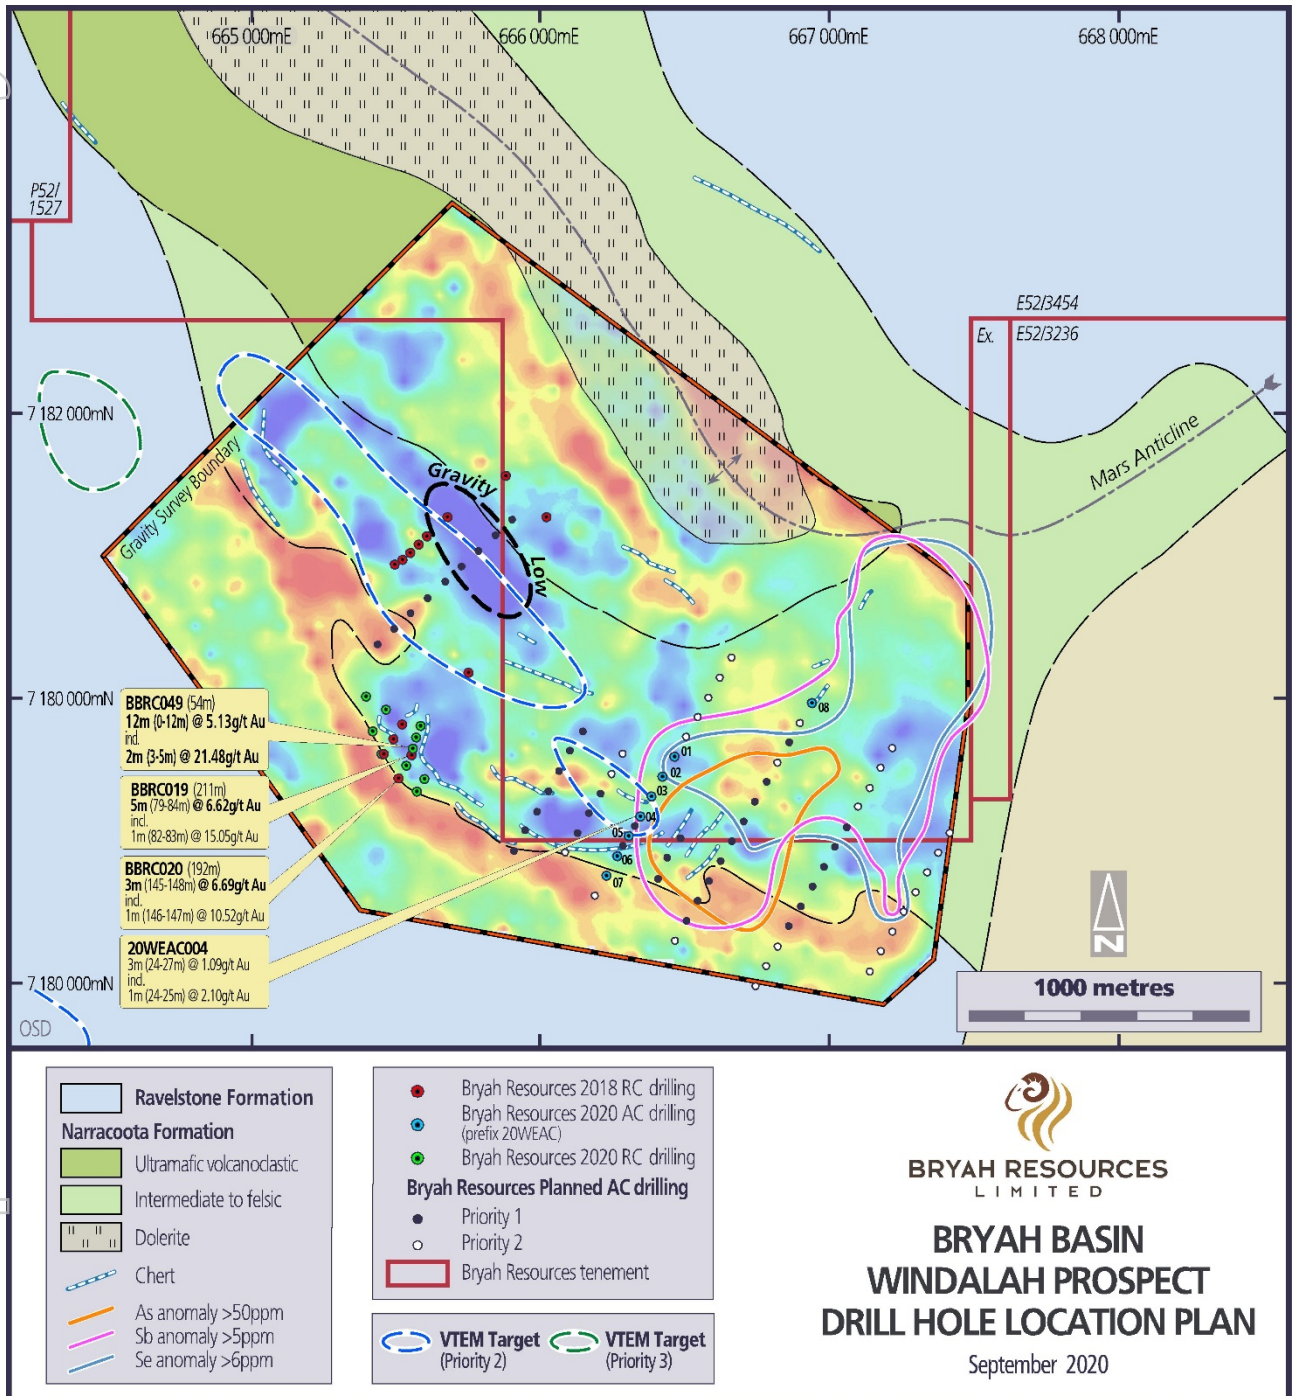 665 000mE
666 000mE
667 000mE
668 000mE
P52/
1527
E52/3454
Ex.
E52/3236
7 182 000mN
Mars Anticline
Gravity Survey Boundary
Gravity
Low
7 180 000mN
BBRC049 (54m)
12m (0-12m) @ 5.13g/t Au
ind.
2m (3-5m) @ 21.48g/t Au
BBRC019 (211m)
5m (79-84m) @ 6.62g/t Au
incl.
1m (82-83m) @ 15.05g/t Au
BBRC020 (192m)
3m (145-148m) @ 6.69g/t Au
ind.
1m (146-147m) @ 10.52g/t Au
20WEAC004
3m (24-27m) @ 1.09g/t Au
ind.
1m (24-25m) @ 2.10g/t Au
08
01
02
03
04
05
06
07
7 180 000mN
OSD
N
1000 metres
Ravelstone Formation
Narracoota Formation
Ultramafic volcanoclastic
Intermediate to felsic
Dolerite
Chert
As anomaly >50ppm
Sb anomaly >5ppm
Se anomaly >6ppm
Bryah Resources 2018 RC drilling
Bryah Resources 2020 AC drilling
(prefix 20WEAC)
Bryah Resources 2020 RC drilling
Bryah Resources Planned AC drilling
Priority 1
Priority 2
Bryah Resources tenement
VTEM Target
(Priority 2)
VTEM Target
(Priority 3)
BRYAH RESOURCES
LIMITED
BRYAH BASIN
WINDALAH PROSPECT
DRILL HOLE LOCATION PLAN
September 2020